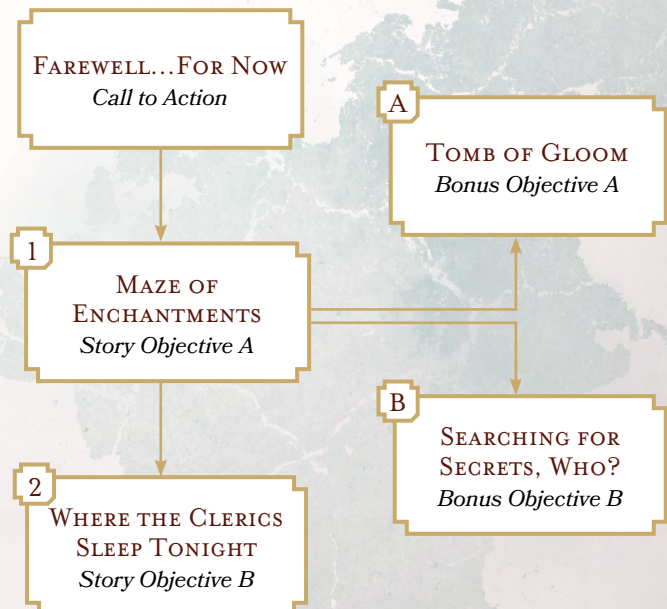 Farewell...For Now
Call to Action
A
Tomb of Gloom
Bonus Objective A
1
Maze of
Enchantments
Story Objective A
B
Searching for
Secrets, Who?
Bonus Objective B
2
Where the Clerics
Sleep Tonight
Story Objective B